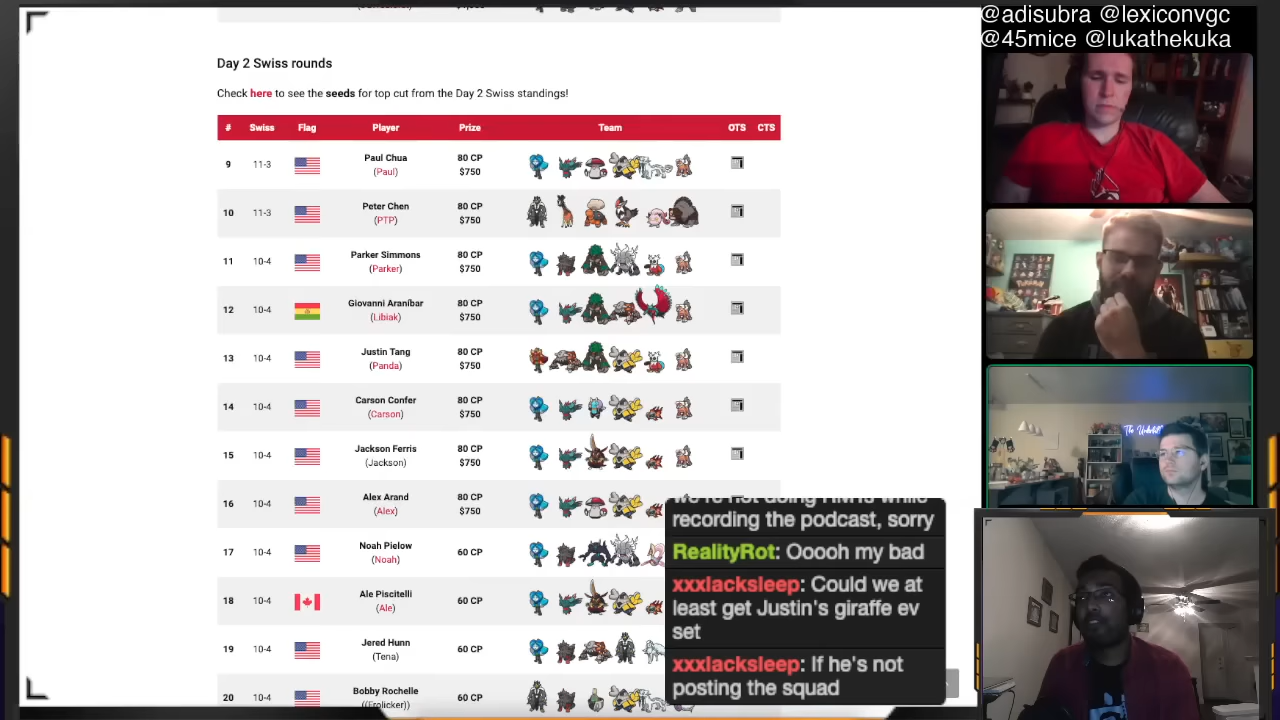 @adisubra @lexiconvgc
@45mice @lukathekuka
Day 2 Swiss rounds
Check here to see the seeds for top cut from the Day 2 Swiss standings!
# Swiss Flag Player Prize Team OTS CTS
9 11-3 Paul Chua (Paul) 80 CP $750
10 11-3 Peter Chen (PTP) 80 CP $750
11 10-4 Parker Simmons (Parker) 80 CP $750
12 10-4 Giovanni Araníbar (Libiak) 80 CP $750
13 10-4 Justin Tang (Panda) 80 CP $750
14 10-4 Carson Confer (Carson) 80 CP $750
15 10-4 Jackson Ferris (Jackson) 80 CP $750
16 10-4 Alex Arand (Alex) 80 CP $750
17 10-4 Noah Pielow (Noah) 60 CP
18 10-4 Ale Piscitelli (Ale) 60 CP
19 10-4 Jered Hunn (Tena) 60 CP
20 10-4 Bobby Rochelle ((Frolicker)) 60 CP
recording the podcast, sorry
RealityRot: Ooooh my bad
xxxlacksleep: Could we at
least get Justin's giraffe ev
set
xxxlacksleep: If he's not
posting the squad